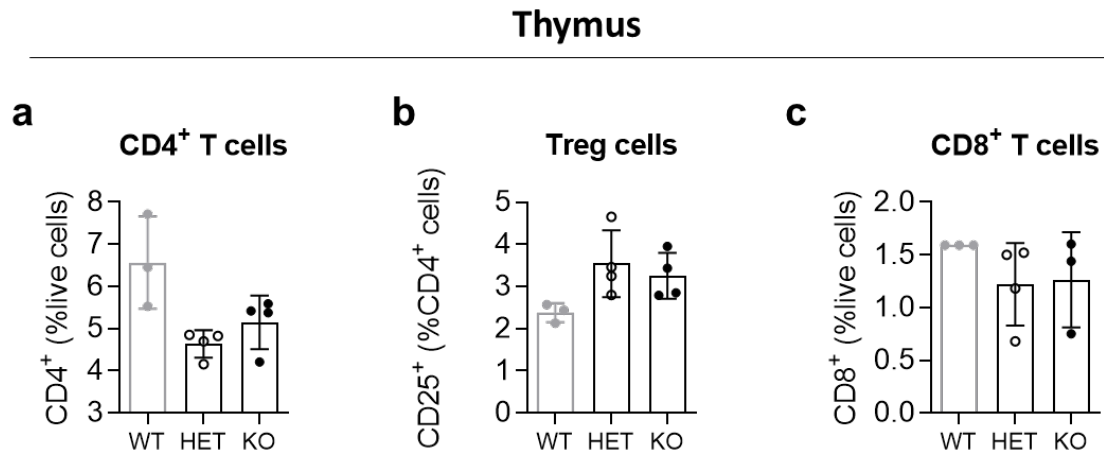 Thymus
a
CD4⁺ T cells
CD4⁺ (%live cells)
8
7
6
5
4
3
WT HET KO
b
Treg cells
CD25⁺ (%CD4⁺ cells)
5
4
3
2
1
0
WT HET KO
c
CD8⁺ T cells
CD8⁺ (%live cells)
2.0
1.5
1.0
0.5
0.0
WT HET KO